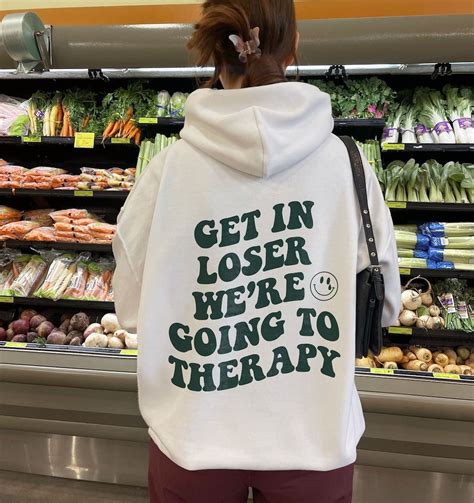 GET IN
LOSER
WE'RE
GOING TO
THERAPY